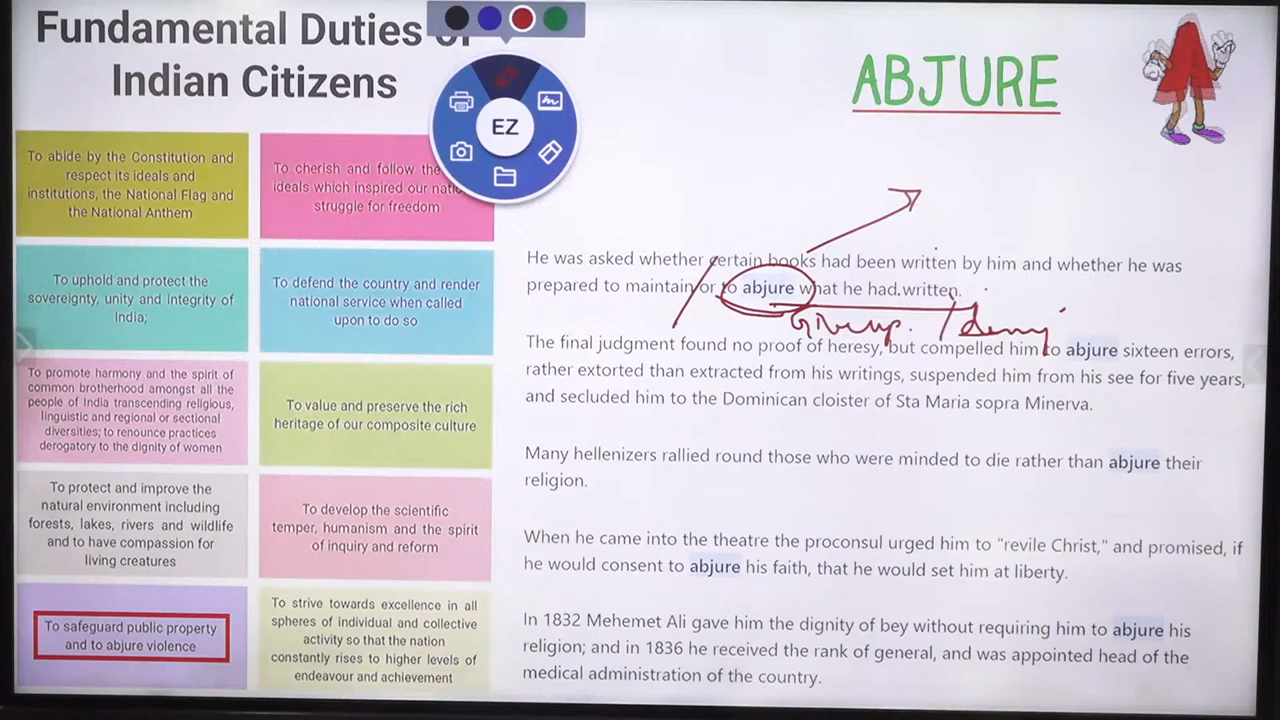 Fundamental Duties of
Indian Citizens
To abide by the Constitution and
respect its ideals and
institutions, the National Flag and
the National Anthem
To cherish and follow the
ideals which inspired our
struggle for freedom
To uphold and protect the
sovereignty, unity and integrity of
India;
To defend the country and render
national service when called
upon to do so
To promote harmony and the spirit of
common brotherhood amongst all the
people of India transcending religious,
linguistic and regional or sectional
diversities; to renounce practices
derogatory to the dignity of women
To value and preserve the rich
heritage of our composite culture
To protect and improve the
natural environment including
forests, lakes, rivers and wildlife
and to have compassion for
living creatures
To develop the scientific
temper, humanism and the spirit
of inquiry and reform
To safeguard public property
and to abjure violence
To strive towards excellence in all
spheres of individual and collective
activity so that the nation
constantly rises to higher levels of
endeavour and achievement
EZ
ABJURE
He was asked whether certain books had been written by him and whether he was
prepared to maintain or to abjure what he had written.
Give up. / deny
The final judgment found no proof of heresy, but compelled him to abjure sixteen errors,
rather extorted than extracted from his writings, suspended him from his see for five years,
and secluded him to the Dominican cloister of Sta Maria sopra Minerva.
Many hellenizers rallied round those who were minded to die rather than abjure their
religion.
When he came into the theatre the proconsul urged him to "revile Christ," and promised, if
he would consent to abjure his faith, that he would set him at liberty.
In 1832 Mehemet Ali gave him the dignity of bey without requiring him to abjure his
religion; and in 1836 he received the rank of general, and was appointed head of the
medical administration of the country.